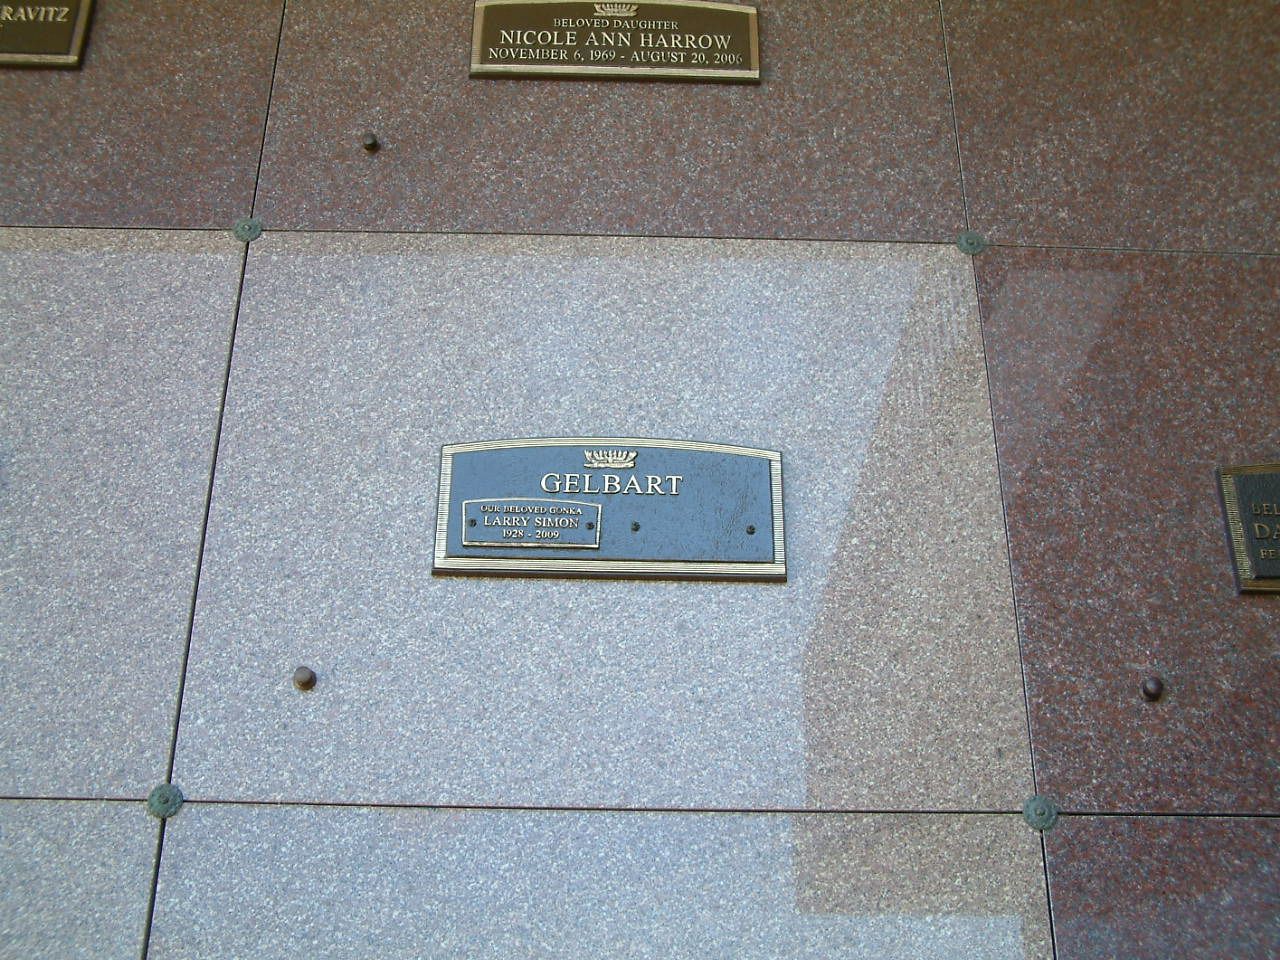 RAVITZ
BELOVED DAUGHTER
NICOLE ANN HARROW
NOVEMBER 6, 1969 - AUGUST 20, 2006
GELBART
OUR BELOVED GONKA
LARRY SIMON
1928 - 2009